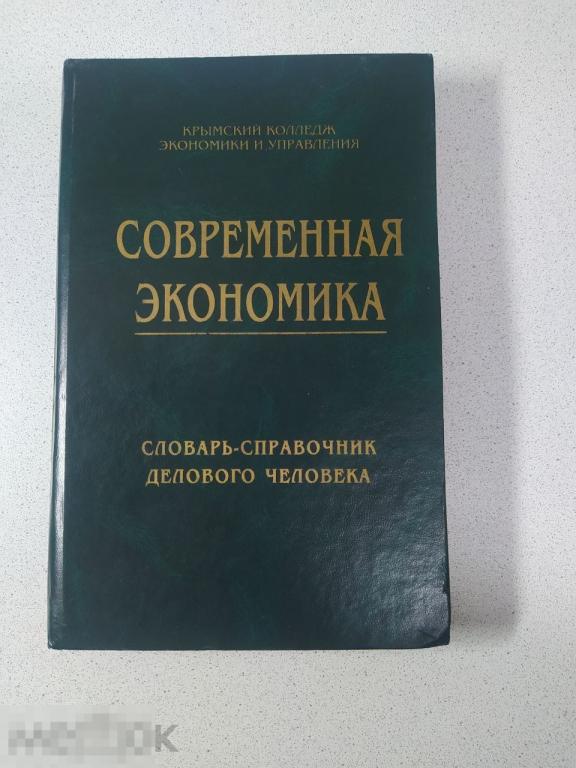 КРЫМСКИЙ КОЛЛЕДЖ
ЭКОНОМИКИ И УПРАВЛЕНИЯ
СОВРЕМЕННАЯ
ЭКОНОМИКА
СЛОВАРЬ-СПРАВОЧНИК
ДЕЛОВОГО ЧЕЛОВЕКА